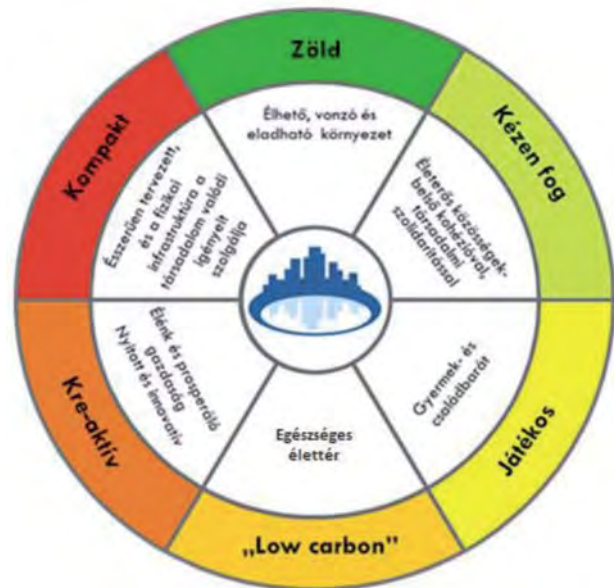 Zöld
Élhető, vonzó és
eladható környezet
Kézen fog
Életerős közösségek-
belső kohézióval,
társadalmi
szolidaritással
Játékos
Gyermek- és
családbarát
„Low carbon”
Egészséges
élettér
Kre-aktív
Élénk és prosperáló
gazdaság
Nyitott és innovatív
Kompakt
Ésszerűen tervezett,
és a fizikai
infrastruktúra a
társadalom valódi
igényeit
szolgálja